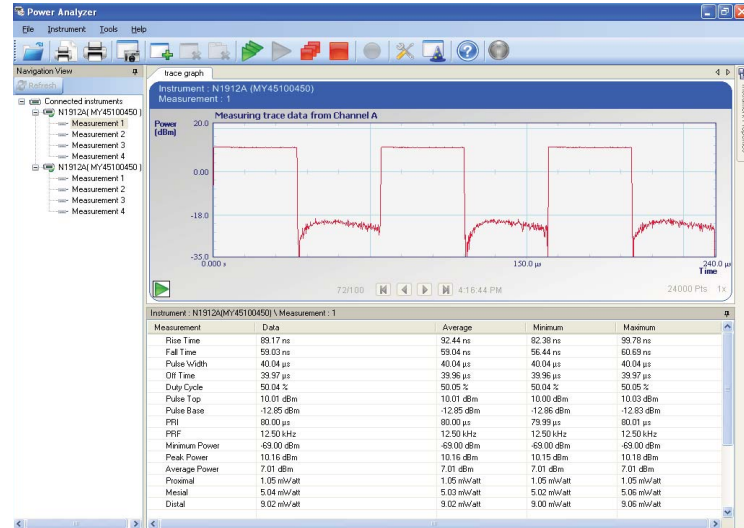 Power Analyzer
File Instrument Tools Help
Navigation View
Refresh
Connected instruments
N1912A( MY45100450 )
Measurement 1
Measurement 2
Measurement 3
Measurement 4
N1912A( MY45100450 )
Measurement 1
Measurement 2
Measurement 3
Measurement 4
trace graph
Instrument : N1912A (MY45100450)
Measurement : 1
Measuring trace data from Channel A
Power
(dBm)
20.0
0.00
-18.0
-35.0
0.000 s 150.0 µs 240.0 µs
Time
72/100 4:16:44 PM 24000 Pts 1x
Instrument : N1912A(MY45100450) \ Measurement : 1
Measurement Data Average Minimum Maximum
Rise Time 89.17 ns 92.44 ns 82.38 ns 99.78 ns
Fall Time 59.03 ns 59.04 ns 56.44 ns 60.69 ns
Pulse Width 40.04 µs 40.04 µs 40.04 µs 40.04 µs
Off Time 39.97 µs 39.96 µs 39.96 µs 39.97 µs
Duty Cycle 50.04 % 50.05 % 50.04 % 50.05 %
Pulse Top 10.01 dBm 10.01 dBm 10.00 dBm 10.03 dBm
Pulse Base -12.85 dBm -12.85 dBm -12.86 dBm -12.83 dBm
PRI 80.00 µs 80.00 µs 79.99 µs 80.01 µs
PRF 12.50 kHz 12.50 kHz 12.50 kHz 12.50 kHz
Minimum Power -69.00 dBm -69.00 dBm -69.00 dBm -69.00 dBm
Peak Power 10.16 dBm 10.16 dBm 10.15 dBm 10.18 dBm
Average Power 7.01 dBm 7.01 dBm 7.01 dBm 7.01 dBm
Proximal 1.05 mWatt 1.05 mWatt 1.05 mWatt 1.05 mWatt
Mesial 5.04 mWatt 5.03 mWatt 5.02 mWatt 5.06 mWatt
Distal 9.02 mWatt 9.02 mWatt 9.00 mWatt 9.06 mWatt